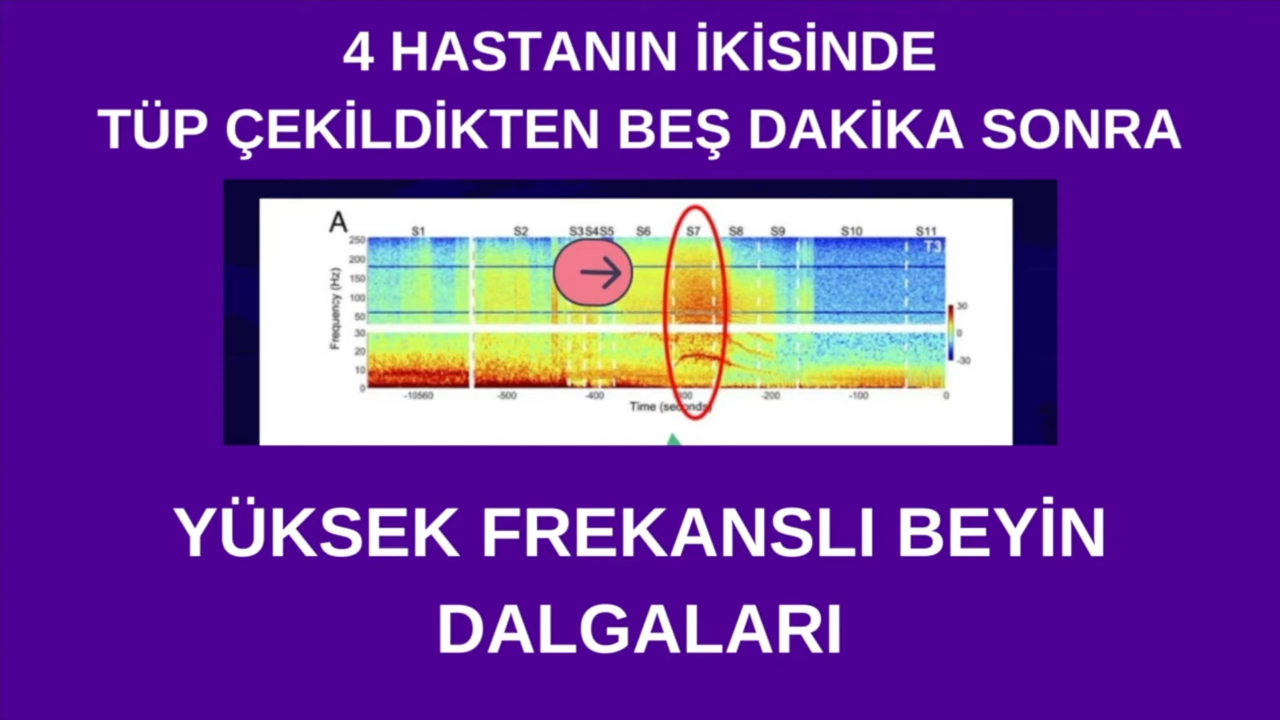 4 HASTANIN İKİSİNDE
TÜP ÇEKİLDİKTEN BEŞ DAKİKA SONRA
A
S1 S2 S3 S4 S5 S6 S7 S8 S9 S10 S11
T3
250
200
150
100
50
30
20
10
0
Frequency (Hz)
30
0
-30
-10560 -500 -400 -200 -100 0
Time (seconds)
YÜKSEK FREKANSLI BEYİN
DALGALARI